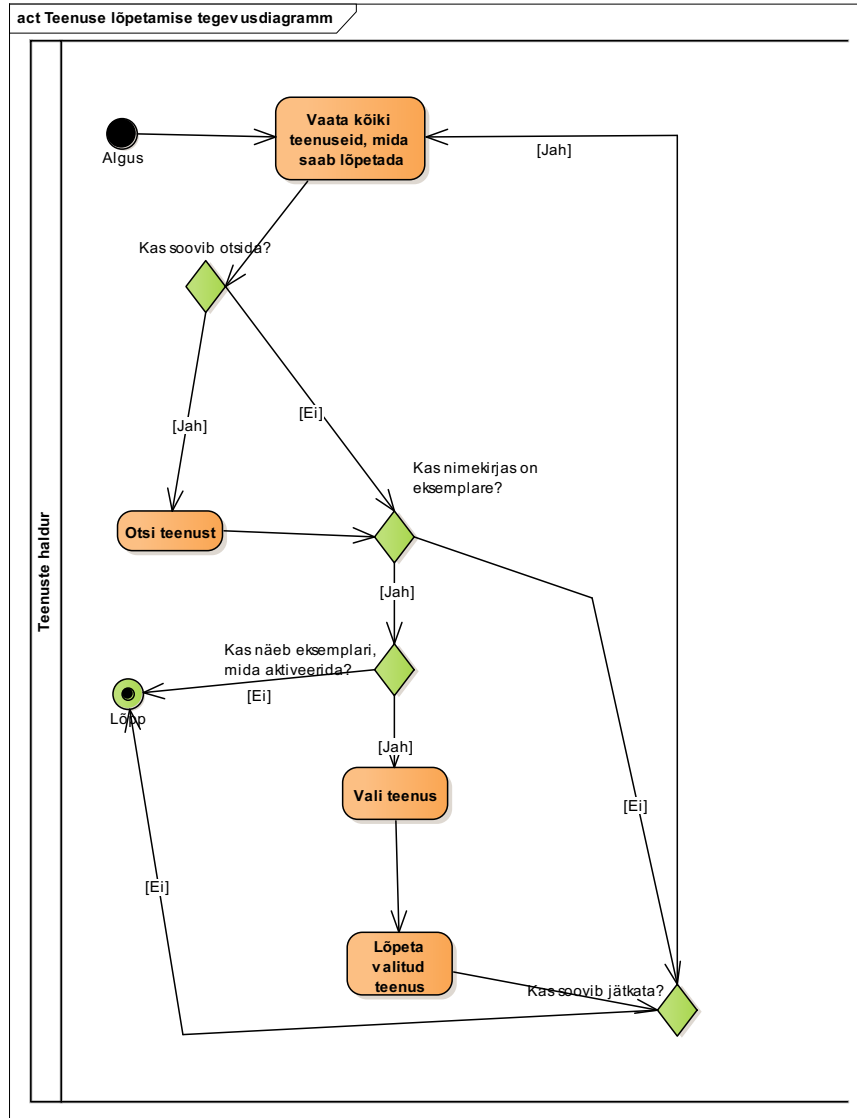 act Teenuse lõpetamise tegevusdiagramm
Teenuste haldur
Algus
Vaata kõiki
teenuseid, mida
saab lõpetada
[Jah]
Kas soovib otsida?
[Jah]
[Ei]
Kas nimekirjas on
eksemplare?
Otsi teenust
[Jah]
Kas näeb eksemplari,
mida aktiveerida?
[Ei]
Lõpp
[Jah]
Vali teenus
[Ei]
[Ei]
Lõpeta
valitud
teenus
Kas soovib jätkata?